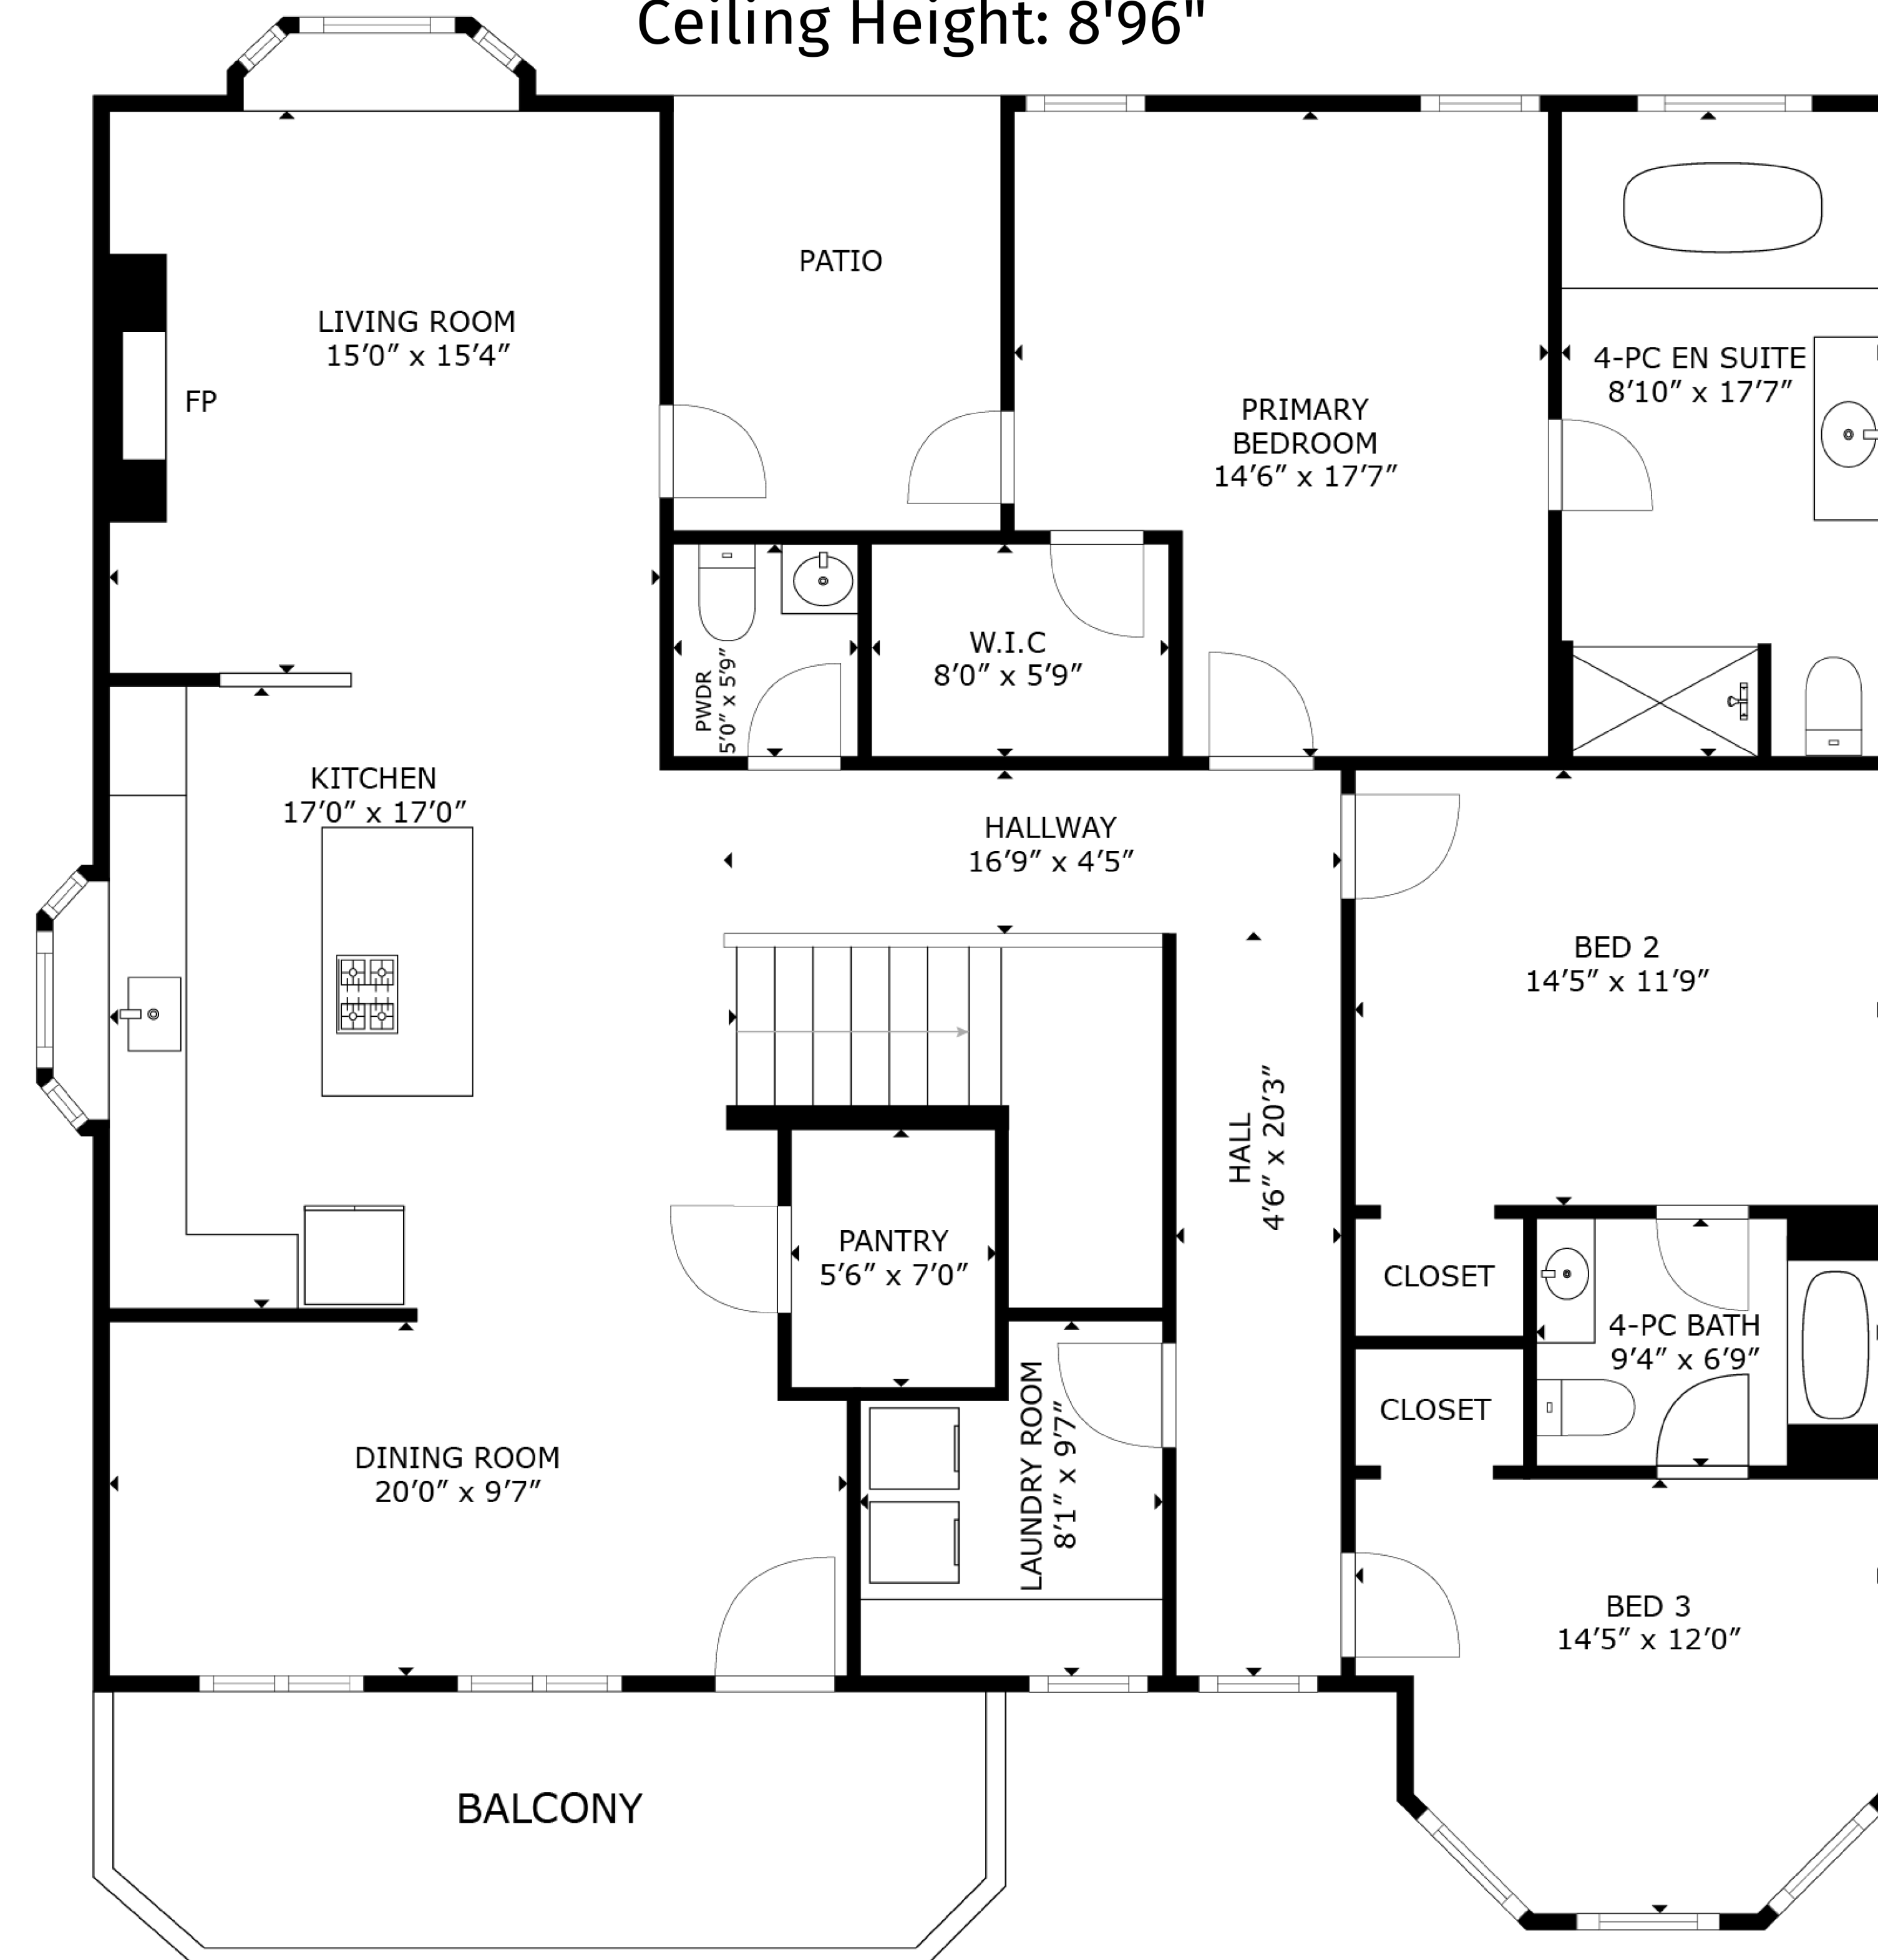 Ceiling Height: 8'96"
PATIO
LIVING ROOM
15’0” x 15’4”
FP
4-PC EN SUITE
8’10” x 17’7”
PRIMARY
BEDROOM
14’6” x 17’7”
W.I.C
8’0” x 5’9”
PWDR
5’0” x 5’9”
KITCHEN
17’0” x 17’0”
HALLWAY
16’9” x 4’5”
BED 2
14’5” x 11’9”
HALL
4’6” x 20’3”
PANTRY
5’6” x 7’0”
CLOSET
4-PC BATH
9’4” x 6’9”
CLOSET
DINING ROOM
20’0” x 9’7”
LAUNDRY ROOM
8’1” x 9’7”
BED 3
14’5” x 12’0”
BALCONY